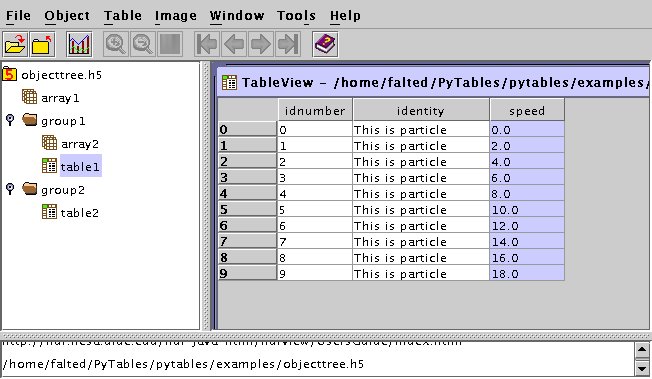 File Object Table Image Window Tools Help
5 objecttree.h5
array1
group1
array2
table1
group2
table2
TableView – /home/falted/PyTables/pytables/examples/
idnumber identity speed
0 0 This is particle 0.0
1 1 This is particle 2.0
2 2 This is particle 4.0
3 3 This is particle 6.0
4 4 This is particle 8.0
5 5 This is particle 10.0
6 6 This is particle 12.0
7 7 This is particle 14.0
8 8 This is particle 16.0
9 9 This is particle 18.0
/home/falted/PyTables/pytables/examples/objecttree.h5